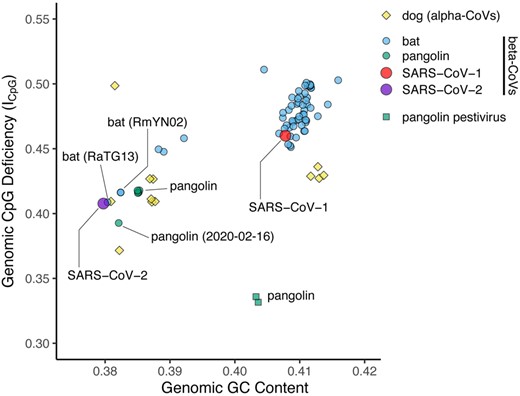 0.55
0.50
0.45
0.40
0.35
0.30
Genomic CpG Deficiency (ICpG)
bat (RmYN02)
bat (RaTG13)
pangolin
pangolin (2020-02-16)
SARS-CoV-2
SARS-CoV-1
pangolin
0.38
0.39
0.40
0.41
0.42
Genomic GC Content
dog (alpha-CoVs)
bat
pangolin
SARS-CoV-1
SARS-CoV-2
beta-CoVs
pangolin pestivirus